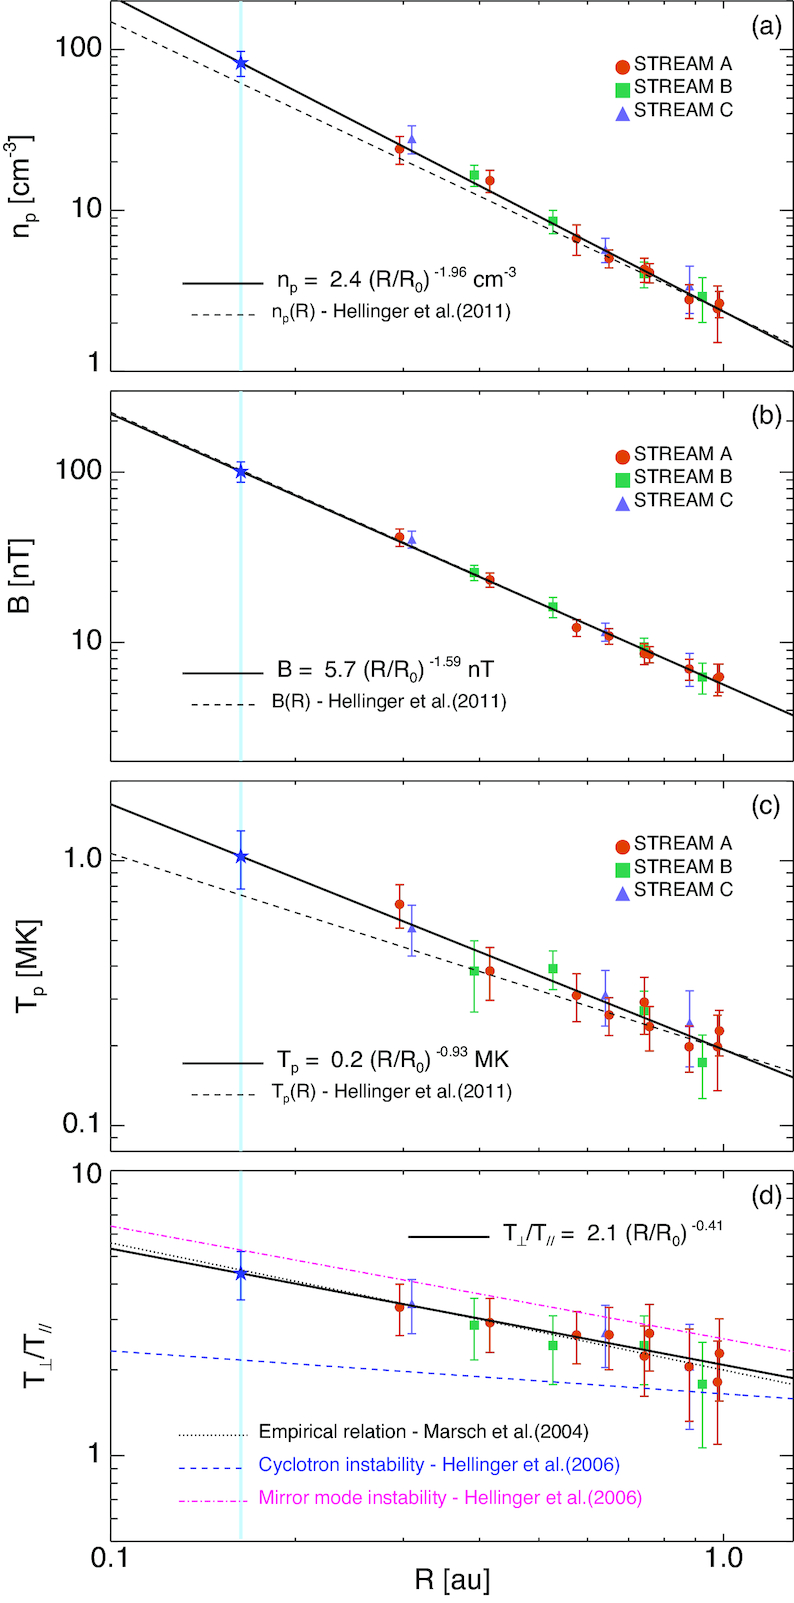 (a)
100
10
1
n_p [cm^-3]
STREAM A
STREAM B
STREAM C
n_p = 2.4 (R/R_0)^-1.96 cm^-3
n_p(R) - Hellinger et al.(2011)
(b)
100
10
B [nT]
STREAM A
STREAM B
STREAM C
B = 5.7 (R/R_0)^-1.59 nT
B(R) - Hellinger et al.(2011)
(c)
1.0
0.1
T_p [MK]
STREAM A
STREAM B
STREAM C
T_p = 0.2 (R/R_0)^-0.93 MK
T_p(R) - Hellinger et al.(2011)
(d)
10
1
T_⊥/T_//
T_⊥/T_// = 2.1 (R/R_0)^-0.41
Empirical relation - Marsch et al.(2004)
Cyclotron instability - Hellinger et al.(2006)
Mirror mode instability - Hellinger et al.(2006)
0.1
1.0
R [au]